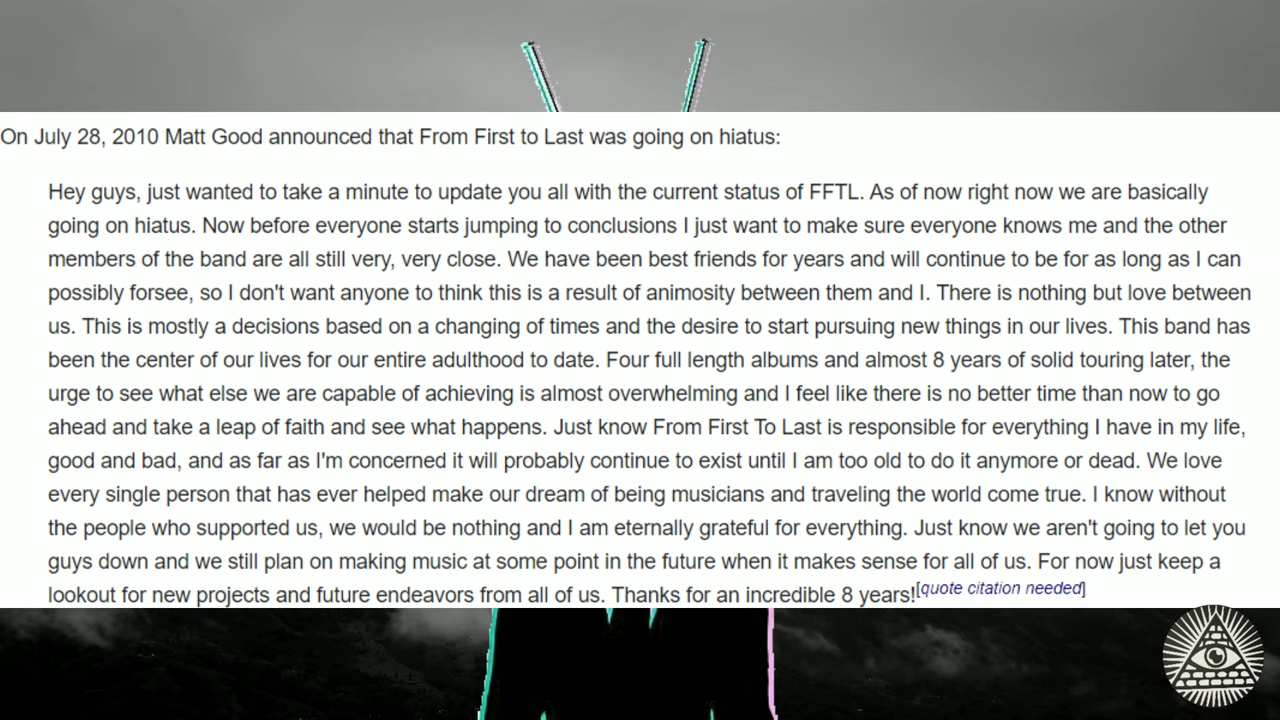 On July 28, 2010 Matt Good announced that From First to Last was going on hiatus:
Hey guys, just wanted to take a minute to update you all with the current status of FFTL. As of now right now we are basically
going on hiatus. Now before everyone starts jumping to conclusions I just want to make sure everyone knows me and the other
members of the band are all still very, very close. We have been best friends for years and will continue to be for as long as I can
possibly forsee, so I don't want anyone to think this is a result of animosity between them and I. There is nothing but love between
us. This is mostly a decisions based on a changing of times and the desire to start pursuing new things in our lives. This band has
been the center of our lives for our entire adulthood to date. Four full length albums and almost 8 years of solid touring later, the
urge to see what else we are capable of achieving is almost overwhelming and I feel like there is no better time than now to go
ahead and take a leap of faith and see what happens. Just know From First To Last is responsible for everything I have in my life,
good and bad, and as far as I'm concerned it will probably continue to exist until I am too old to do it anymore or dead. We love
every single person that has ever helped make our dream of being musicians and traveling the world come true. I know without
the people who supported us, we would be nothing and I am eternally grateful for everything. Just know we aren't going to let you
guys down and we still plan on making music at some point in the future when it makes sense for all of us. For now just keep a
lookout for new projects and future endeavors from all of us. Thanks for an incredible 8 years![quote citation needed]